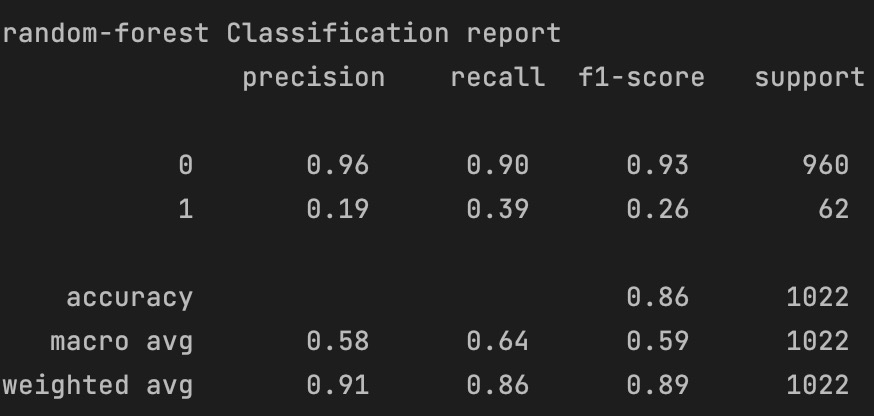 random-forest Classification report
precision recall f1-score support
0 0.96 0.90 0.93 960
1 0.19 0.39 0.26 62
accuracy 0.86 1022
macro avg 0.58 0.64 0.59 1022
weighted avg 0.91 0.86 0.89 1022